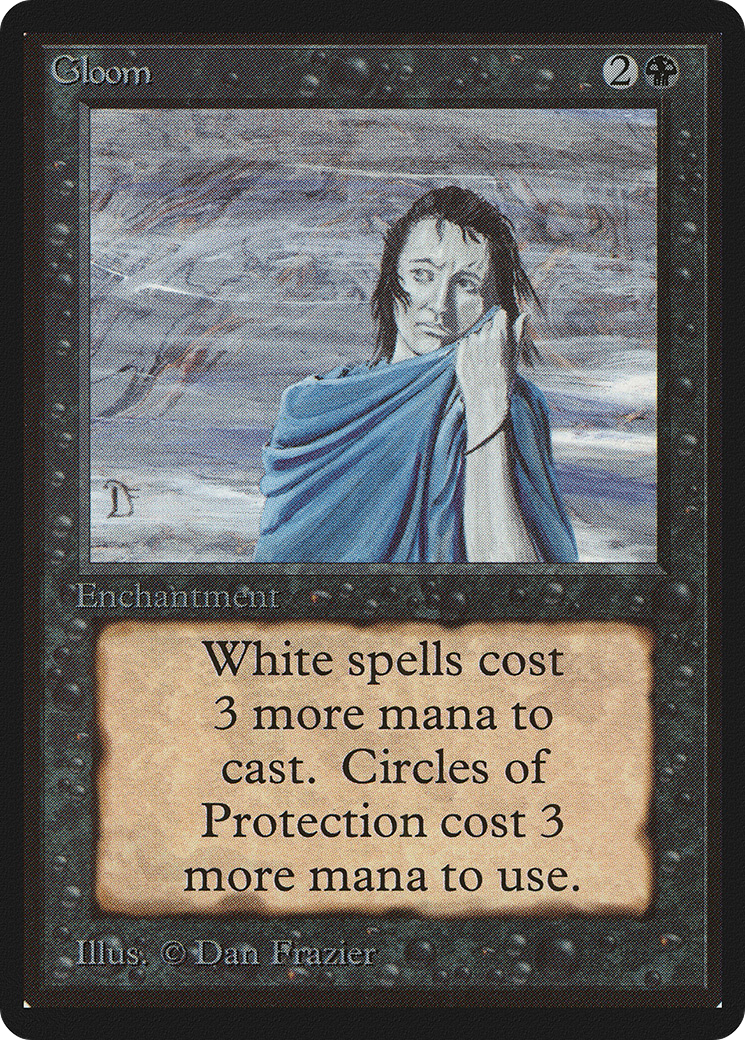 Gloom 2
DF
Enchantment
White spells cost
3 more mana to
cast. Circles of
Protection cost 3
more mana to use.
Illus. © Dan Frazier